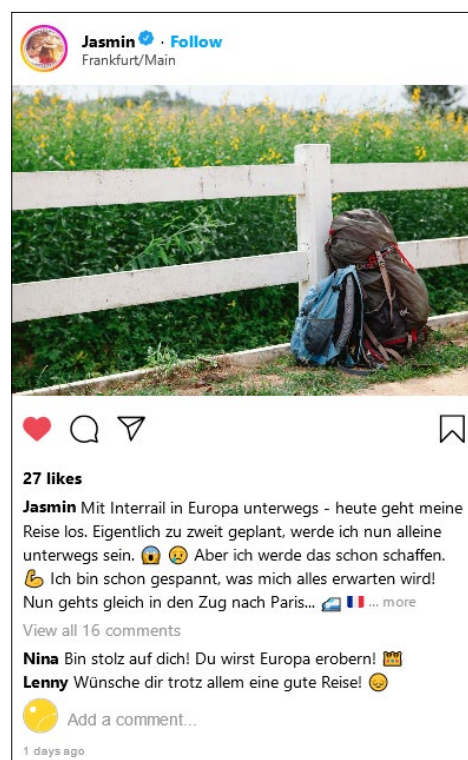 Jasmin · Follow
Frankfurt/Main
27 likes
Jasmin Mit Interrail in Europa unterwegs - heute geht meine
Reise los. Eigentlich zu zweit geplant, werde ich nun alleine
unterwegs sein. 😱 😥 Aber ich werde das schon schaffen.
💪 Ich bin schon gespannt, was mich alles erwarten wird!
Nun gehts gleich in den Zug nach Paris... 🚄 🇫🇷 ... more
View all 16 comments
Nina Bin stolz auf dich! Du wirst Europa erobern! 👑
Lenny Wünsche dir trotz allem eine gute Reise! 😞
Add a comment...
1 days ago